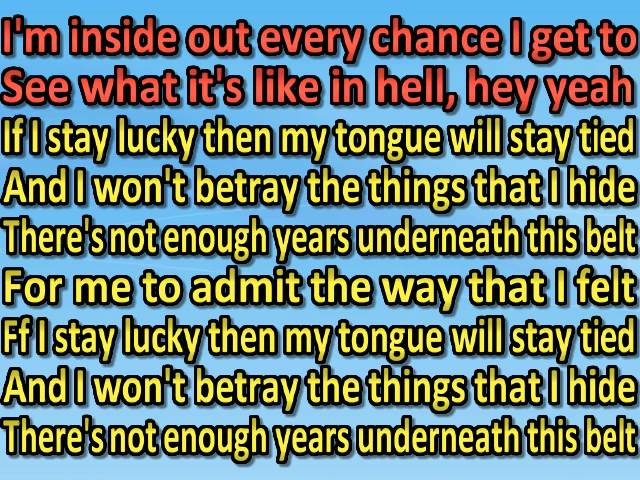 I'm inside out every chance I get to
See what it's like in hell, hey yeah
If I stay lucky then my tongue will stay tied
And I won't betray the things that I hide
There's not enough years underneath this belt
For me to admit the way that I felt
Ff I stay lucky then my tongue will stay tied
And I won't betray the things that I hide
There's not enough years underneath this belt